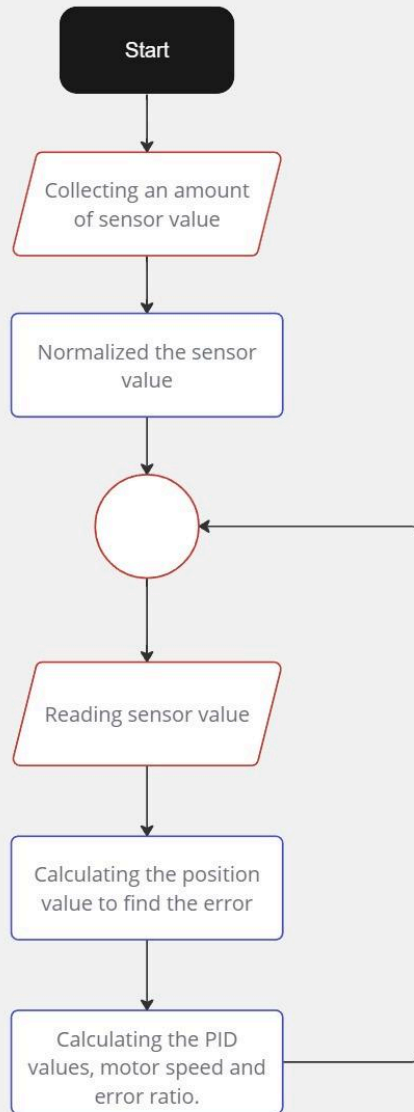 Start
Collecting an amount
of sensor value
Normalized the sensor
value
Reading sensor value
Calculating the position
value to find the error
Calculating the PID
values, motor speed and
error ratio.